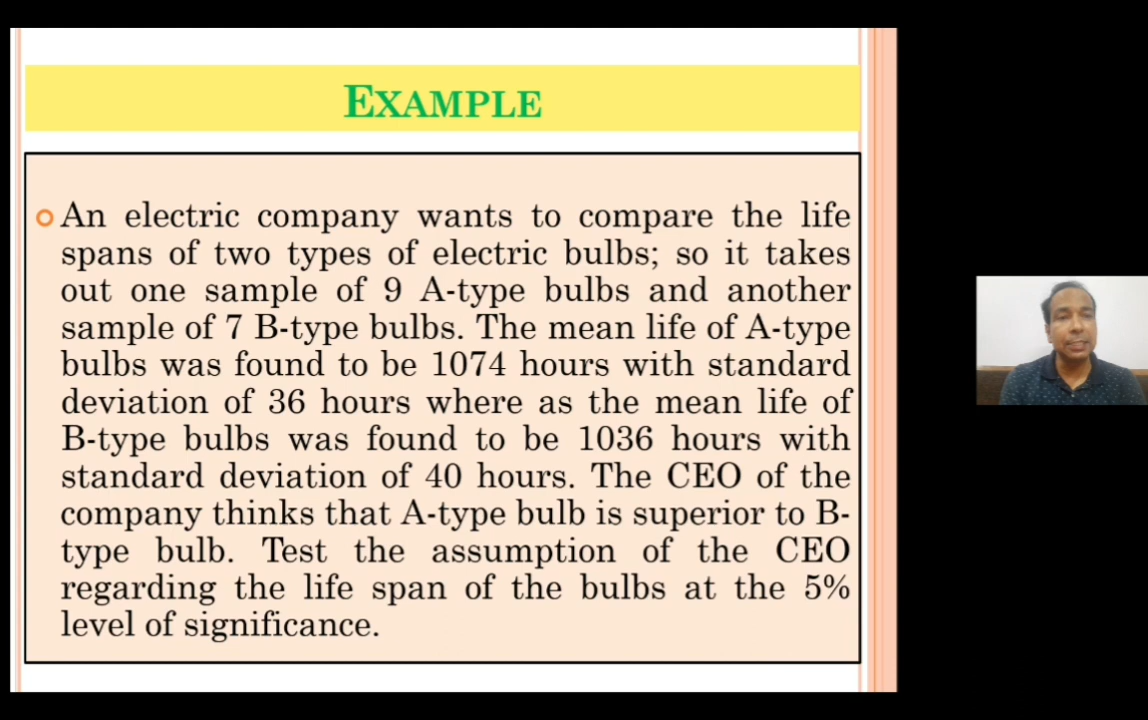 EXAMPLE
An electric company wants to compare the life
spans of two types of electric bulbs; so it takes
out one sample of 9 A-type bulbs and another
sample of 7 B-type bulbs. The mean life of A-type
bulbs was found to be 1074 hours with standard
deviation of 36 hours where as the mean life of
B-type bulbs was found to be 1036 hours with
standard deviation of 40 hours. The CEO of the
company thinks that A-type bulb is superior to B-
type bulb. Test the assumption of the CEO
regarding the life span of the bulbs at the 5%
level of significance.